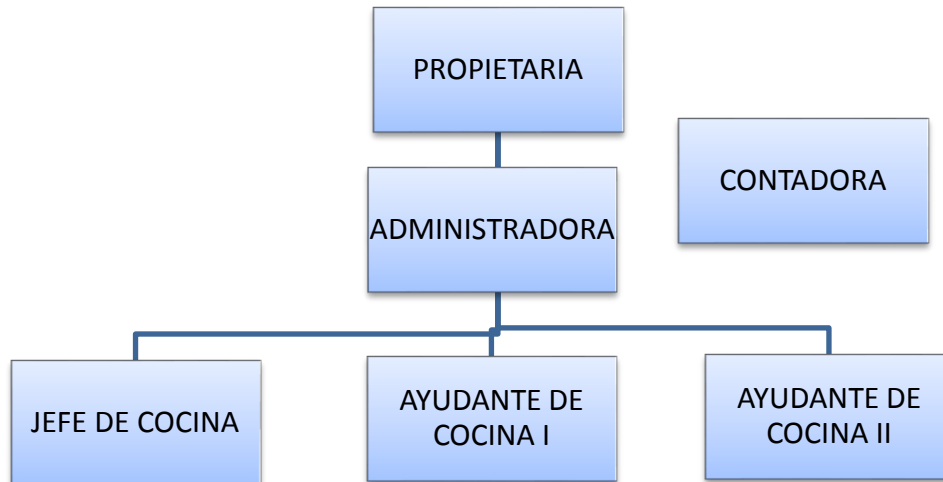 PROPIETARIA
CONTADORA
ADMINISTRADORA
JEFE DE COCINA
AYUDANTE DE
COCINA I
AYUDANTE DE
COCINA II